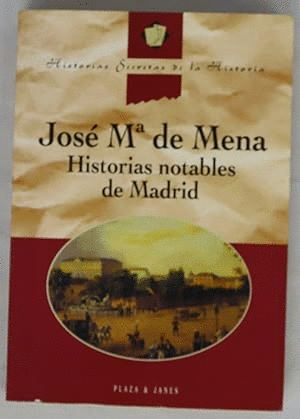 Historias Secretas de la Historia
José Mª de Mena
Historias notables
de Madrid
PLAZA & JANES